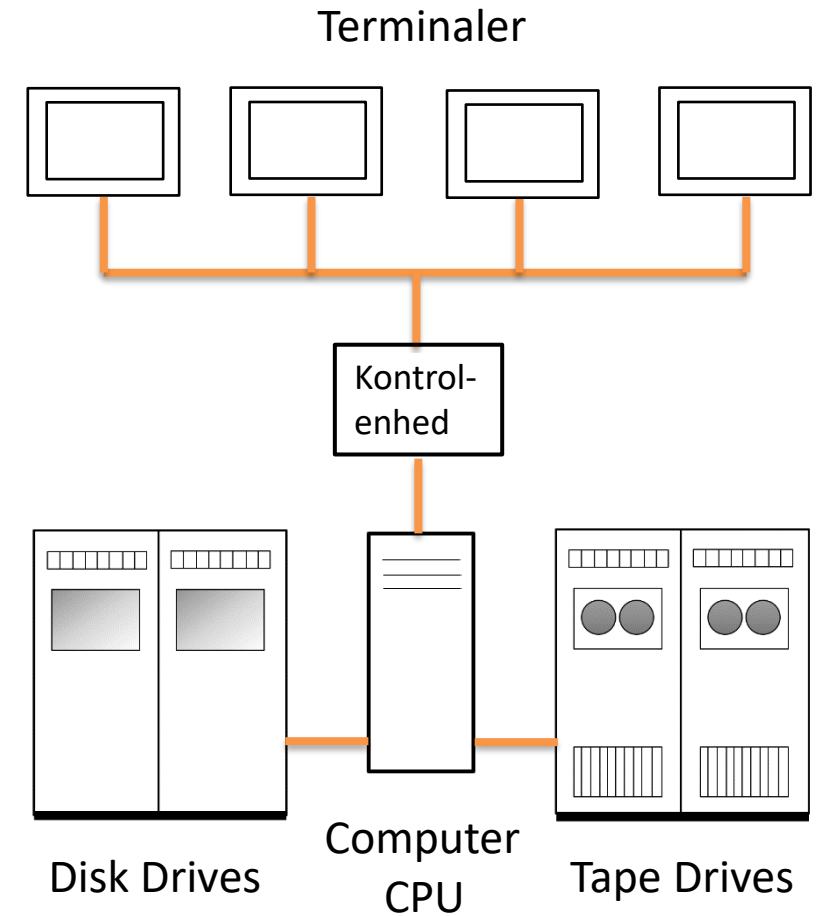 Terminaler
Kontrol-
enhed
Disk Drives
Computer
CPU
Tape Drives